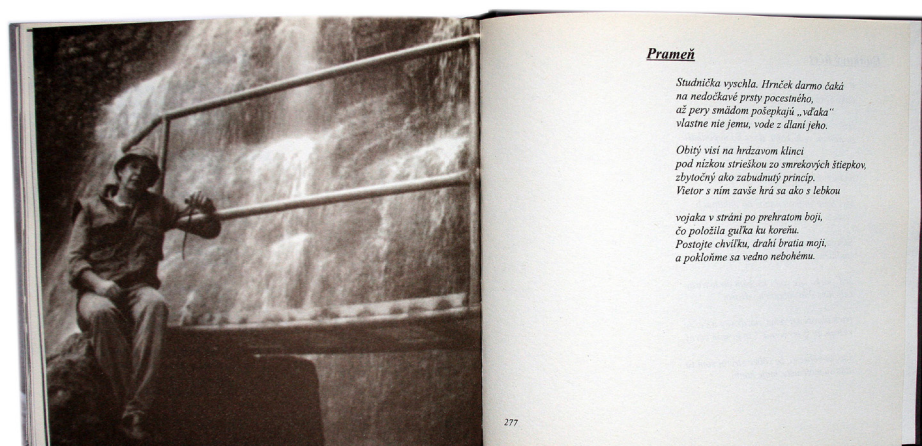 Prameň
Studnička vyschla. Hrnček darmo čaká
na nedočkavé prsty pocestného,
až pery smädom pošepkajú „vďaka“
vlastne nie jemu, vode z dlaní jeho.
Obitý visí na hrdzavom klinci
pod nízkou strieškou zo smrekových štiepkov,
zbytočný ako zabudnutý princíp.
Vietor s ním zavše hrá sa ako s lebkou
vojaka v stráni po prehratom boji,
čo položila guľka ku koreňu.
Postojte chvíľku, drahí bratia moji,
a pokloňme sa vedno nebohému.
277